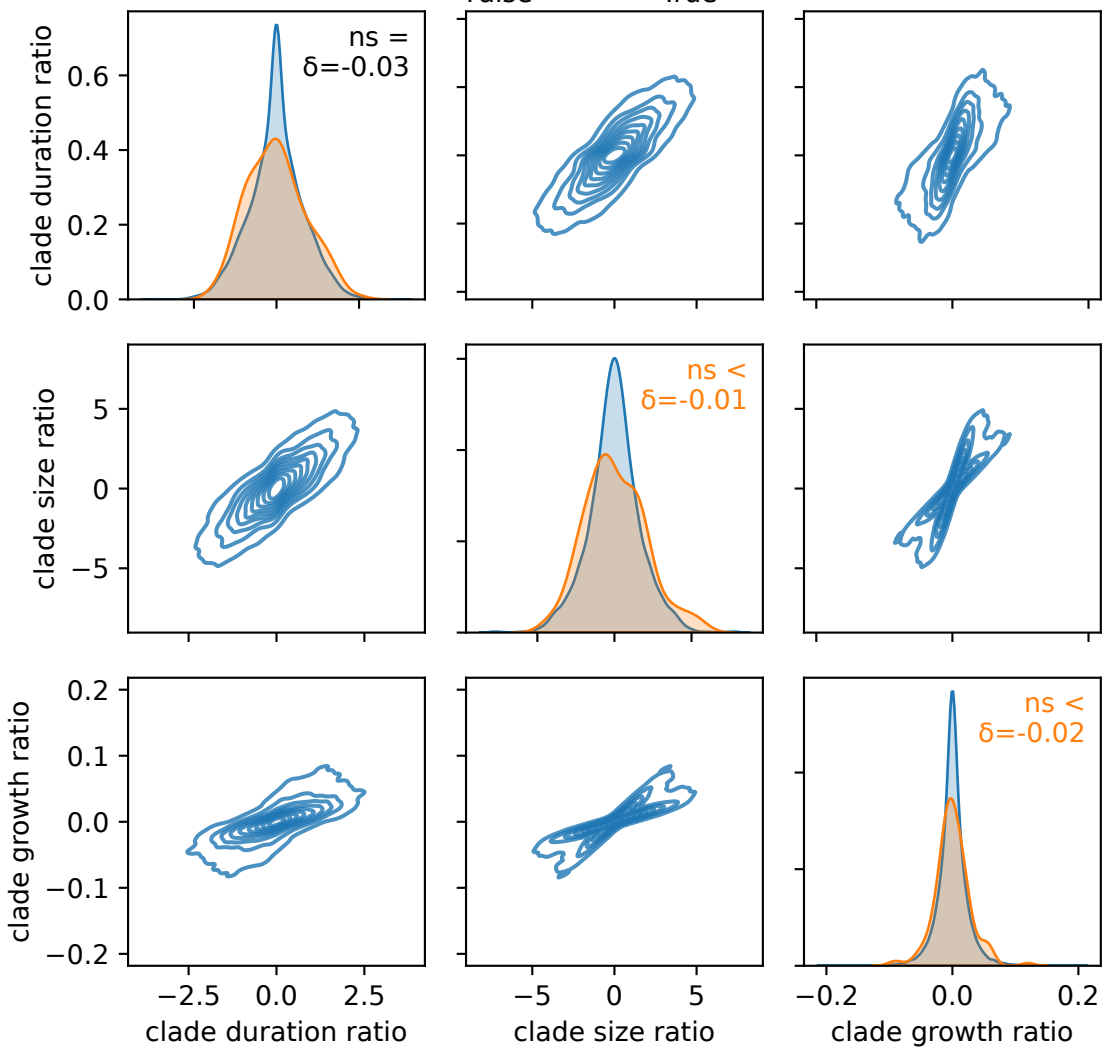 clade duration ratio
0.6
0.4
0.2
0.0
ns =
δ=-0.03
clade size ratio
5
0
−5
ns <
δ=-0.01
clade growth ratio
0.2
0.1
0.0
−0.1
−0.2
ns <
δ=-0.02
−2.5
0.0
2.5
−5
0
5
−0.2
0.0
0.2
clade duration ratio
clade size ratio
clade growth ratio